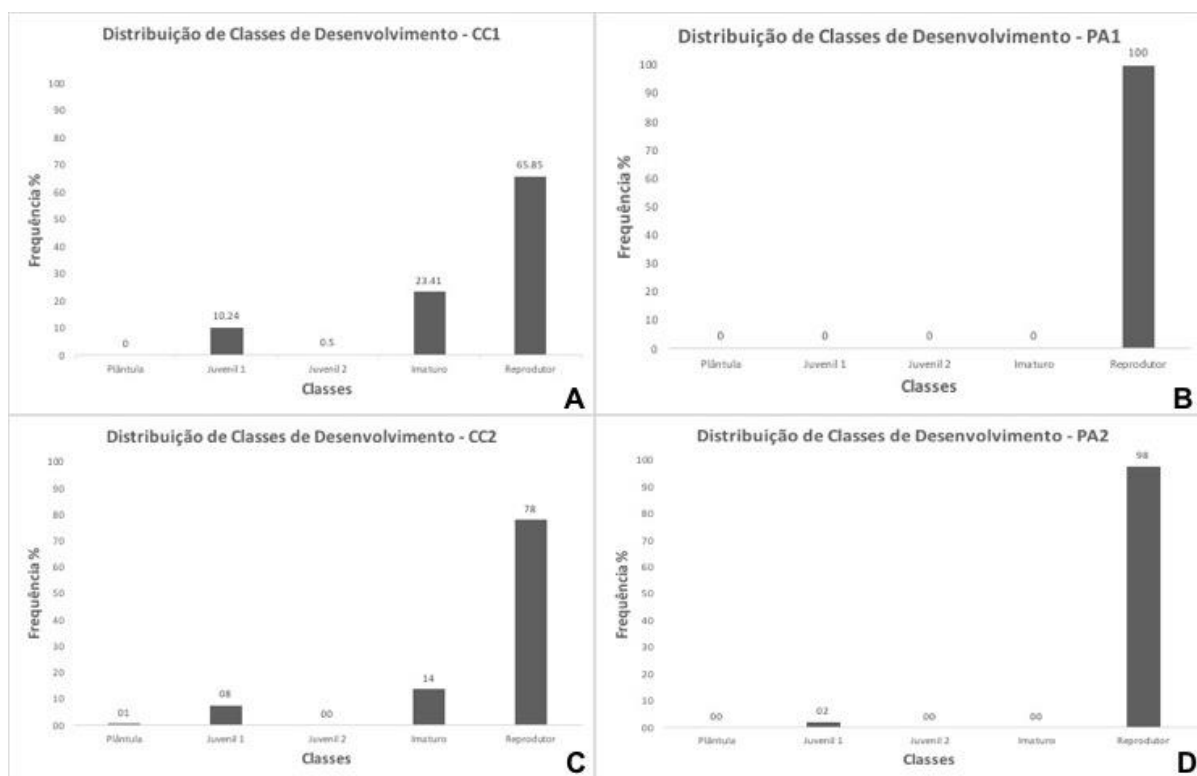 Distribuição de Classes de Desenvolvimento - CC1
Frequência %
100
90
80
70
60
50
40
30
20
10
0
0
10.24
0.5
23.41
65.85
Plântula
Juvenil 1
Juvenil 2
Imaturo
Reprodutor
Classes
A
Distribuição de Classes de Desenvolvimento - PA1
Frequência %
100
90
80
70
60
50
40
30
20
10
0
0
0
0
0
100
Plântula
Juvenil 1
Juvenil 2
Imaturo
Reprodutor
Classes
B
Distribuição de Classes de Desenvolvimento - CC2
Frequência %
100
90
80
70
60
50
40
30
20
10
00
01
08
00
14
78
Plântula
Juvenil 1
Juvenil 2
Imaturo
Reprodutor
Classes
C
Distribuição de Classes de Desenvolvimento - PA2
Frequência %
100
90
80
70
60
50
40
30
20
10
00
00
02
00
00
98
Plântula
Juvenil 1
Juvenil 2
Imaturo
Reprodutor
Classes
D